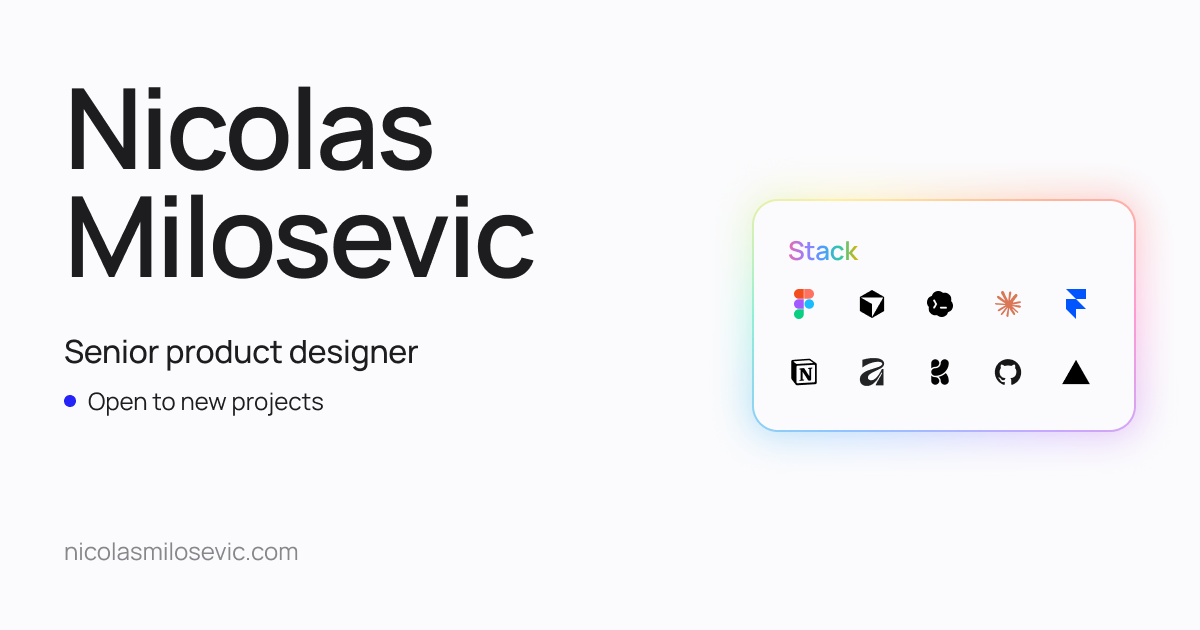 Nicolas
Milosevic
Senior product designer
Open to new projects
nicolasmilosevic.com
Stack